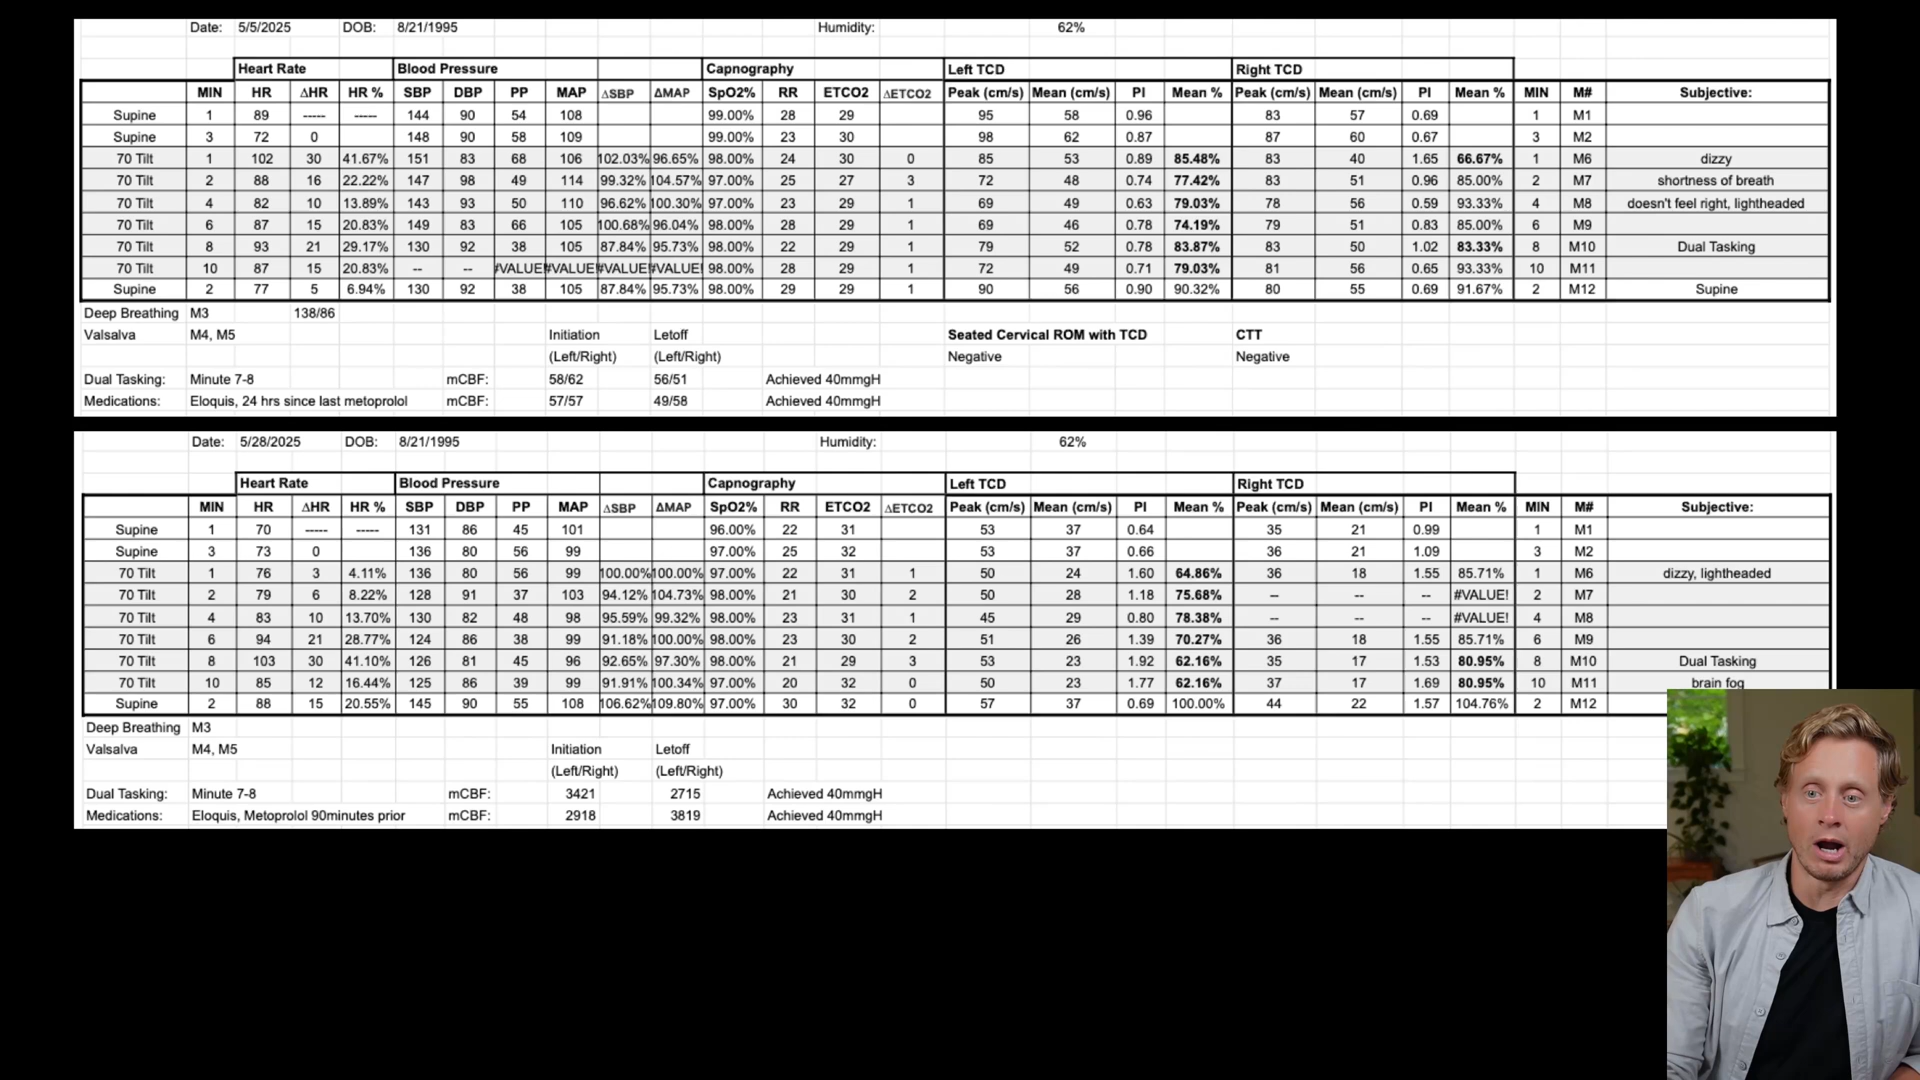 Date: 5/5/2025 DOB: 8/21/1995 Humidity: 62%
Heart Rate Blood Pressure Capnography Left TCD Right TCD
MIN HR ΔHR HR % SBP DBP PP MAP ΔSBP ΔMAP SpO2% RR ETCO2 ΔETCO2 Peak (cm/s) Mean (cm/s) PI Mean % Peak (cm/s) Mean (cm/s) PI Mean % MIN M# Subjective:
Supine 1 89 ----- ----- 144 90 54 108 99.00% 28 29 95 58 0.96 83 57 0.69 1 M1
Supine 3 72 0 148 90 58 109 99.00% 23 30 98 62 0.87 87 60 0.67 3 M2
70 Tilt 1 102 30 41.67% 151 83 68 106 102.03% 96.65% 98.00% 24 30 0 85 53 0.89 85.48% 83 40 1.65 66.67% 1 M6 dizzy
70 Tilt 2 88 16 22.22% 147 98 49 114 99.32% 104.57% 97.00% 25 27 3 72 48 0.74 77.42% 83 51 0.96 85.00% 2 M7 shortness of breath
70 Tilt 4 82 10 13.89% 143 93 50 110 96.62% 100.30% 97.00% 23 29 1 69 49 0.63 79.03% 78 56 0.59 93.33% 4 M8 doesn't feel right, lightheaded
70 Tilt 6 87 15 20.83% 149 83 66 105 100.68% 96.04% 98.00% 28 29 1 69 46 0.78 74.19% 79 51 0.83 85.00% 6 M9
70 Tilt 8 93 21 29.17% 130 92 38 105 87.84% 95.73% 98.00% 22 29 1 79 52 0.78 83.87% 83 50 1.02 83.33% 8 M10 Dual Tasking
70 Tilt 10 87 15 20.83% -- -- #VALUE! #VALUE! #VALUE! #VALUE! 98.00% 28 29 1 72 49 0.71 79.03% 81 56 0.65 93.33% 10 M11
Supine 2 77 5 6.94% 130 92 38 105 87.84% 95.73% 98.00% 29 29 1 90 56 0.90 90.32% 80 55 0.69 91.67% 2 M12 Supine
Deep Breathing M3 138/86
Valsalva M4, M5 Initiation Letoff Seated Cervical ROM with TCD CTT
(Left/Right) (Left/Right) Negative Negative
Dual Tasking: Minute 7-8 mCBF: 58/62 56/51 Achieved 40mmgH
Medications: Eloquis, 24 hrs since last metoprolol mCBF: 57/57 49/58 Achieved 40mmgH
Date: 5/28/2025 DOB: 8/21/1995 Humidity: 62%
Heart Rate Blood Pressure Capnography Left TCD Right TCD
MIN HR ΔHR HR % SBP DBP PP MAP ΔSBP ΔMAP SpO2% RR ETCO2 ΔETCO2 Peak (cm/s) Mean (cm/s) PI Mean % Peak (cm/s) Mean (cm/s) PI Mean % MIN M# Subjective:
Supine 1 70 ----- ----- 131 86 45 101 96.00% 22 31 53 37 0.64 35 21 0.99 1 M1
Supine 3 73 0 136 80 56 99 97.00% 25 32 53 37 0.66 36 21 1.09 3 M2
70 Tilt 1 76 3 4.11% 136 80 56 99 100.00% 100.00% 97.00% 22 31 1 50 24 1.60 64.86% 36 18 1.55 85.71% 1 M6 dizzy, lightheaded
70 Tilt 2 79 6 8.22% 128 91 37 103 94.12% 104.73% 98.00% 21 30 2 50 28 1.18 75.68% -- -- -- #VALUE! 2 M7
70 Tilt 4 83 10 13.70% 130 82 48 98 95.59% 99.32% 98.00% 23 31 1 45 29 0.80 78.38% -- -- -- #VALUE! 4 M8
70 Tilt 6 94 21 28.77% 124 86 38 99 91.18% 100.00% 98.00% 23 30 2 51 26 1.39 70.27% 36 18 1.55 85.71% 6 M9
70 Tilt 8 103 30 41.10% 126 81 45 96 92.65% 97.30% 98.00% 21 29 3 53 23 1.92 62.16% 35 17 1.53 80.95% 8 M10 Dual Tasking
70 Tilt 10 85 12 16.44% 125 86 39 99 91.91% 100.34% 97.00% 20 32 0 50 23 1.77 62.16% 37 17 1.69 80.95% 10 M11 brain fog
Supine 2 88 15 20.55% 145 90 55 108 106.62% 109.80% 97.00% 30 32 0 57 37 0.69 100.00% 44 22 1.57 104.76% 2 M12
Deep Breathing M3
Valsalva M4, M5 Initiation Letoff
(Left/Right) (Left/Right)
Dual Tasking: Minute 7-8 mCBF: 3421 2715 Achieved 40mmgH
Medications: Eloquis, Metoprolol 90minutes prior mCBF: 2918 3819 Achieved 40mmgH